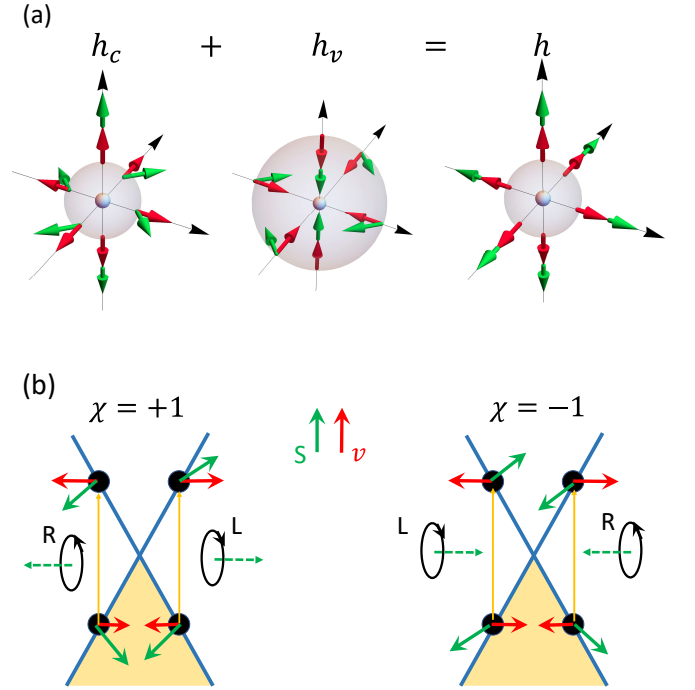 (a)
h_c + h_v = h
(b)
χ = +1 χ = −1
S v
R L L R